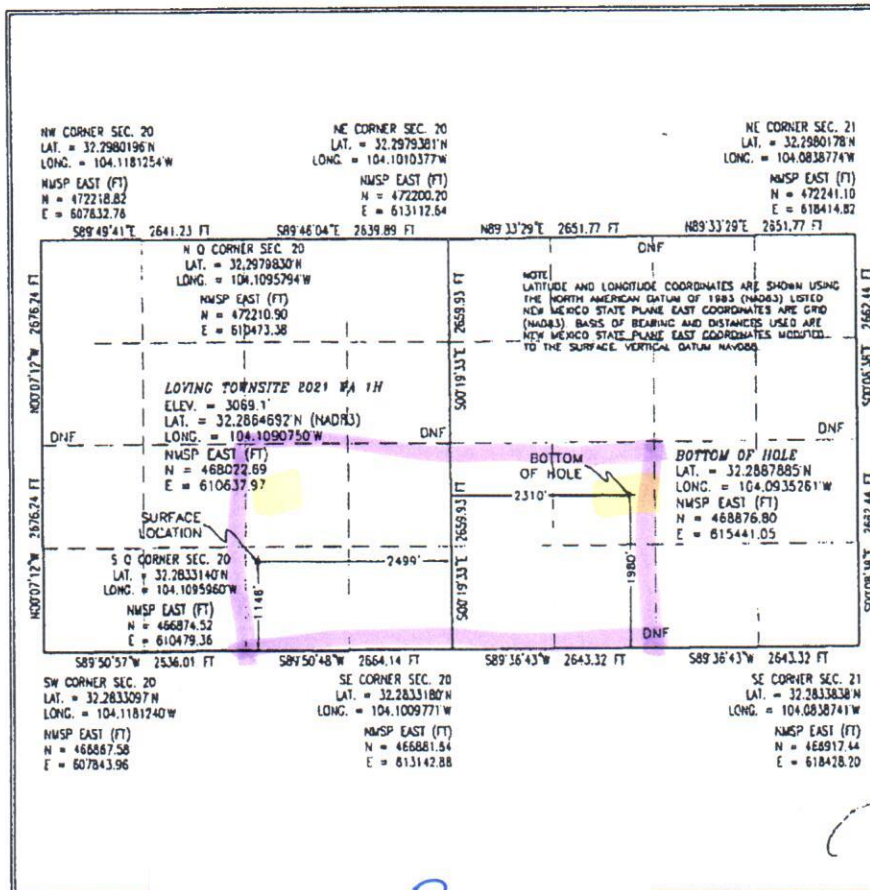 NW CORNER SEC. 20
LAT. = 32.2980196'N
LONG. = 104.1181254'W
NMSP EAST (FT)
N = 472218.82
E = 607832.76
NE CORNER SEC. 20
LAT. = 32.2979381'N
LONG. = 104.1010377'W
NMSP EAST (FT)
N = 472200.20
E = 613112.64
NE CORNER SEC. 21
LAT. = 32.2980178'N
LONG. = 104.0838774'W
NMSP EAST (FT)
N = 472241.10
E = 618414.82
S89°49'41"E 2641.23 FT
S89°46'04"E 2639.89 FT
N89°33'29"E 2651.77 FT
N89°33'29"E 2651.77 FT
N Q CORNER SEC. 20
LAT. = 32.2979830'N
LONG. = 104.1095794'W
NMSP EAST (FT)
N = 472210.90
E = 610473.38
DNF
NOTE
LATITUDE AND LONGITUDE COORDINATES ARE SHOWN USING
THE NORTH AMERICAN DATUM OF 1983 (NAD83) LISTED
NEW MEXICO STATE PLANE EAST COORDINATES ARE GRID
(NAD83). BASIS OF BEARING AND DISTANCES USED ARE
NEW MEXICO STATE PLANE EAST COORDINATES MODIFIED
TO THE SURFACE. VERTICAL DATUM NAVD88.
N00°07'12"W 2676.24 FT
S00°19'33"E 2659.93 FT
2662.44 FT
LOVING TOWNSITE 2021 WA 1H
ELEV. = 3069.1'
LAT. = 32.2864692'N (NAD83)
LONG. = 104.1090750'W
NMSP EAST (FT)
N = 468022.69
E = 610637.97
DNF
DNF
DNF
BOTTOM
OF HOLE
BOTTOM OF HOLE
LAT. = 32.2887885'N
LONG. = 104.0935261'W
NMSP EAST (FT)
N = 468876.80
E = 615441.05
2310'
SURFACE
LOCATION
N00°07'12"W 2676.24 FT
S00°19'33"E 2659.93 FT
2662.44 FT
S Q CORNER SEC. 20
LAT. = 32.2833140'N
LONG. = 104.1095960'W
NMSP EAST (FT)
N = 466874.52
E = 610479.36
2499'
1148'
1980'
DNF
S89°50'57"W 2636.01 FT
S89°50'48"W 2664.14 FT
S89°36'43"W 2643.32 FT
S89°36'43"W 2643.32 FT
SW CORNER SEC. 20
LAT. = 32.2833097'N
LONG. = 104.1181240'W
NMSP EAST (FT)
N = 466867.58
E = 607843.96
SE CORNER SEC. 20
LAT. = 32.2833180'N
LONG. = 104.1009771'W
NMSP EAST (FT)
N = 466881.64
E = 613142.88
SE CORNER SEC. 21
LAT. = 32.2833838'N
LONG. = 104.0838741'W
NMSP EAST (FT)
N = 466917.44
E = 618428.20